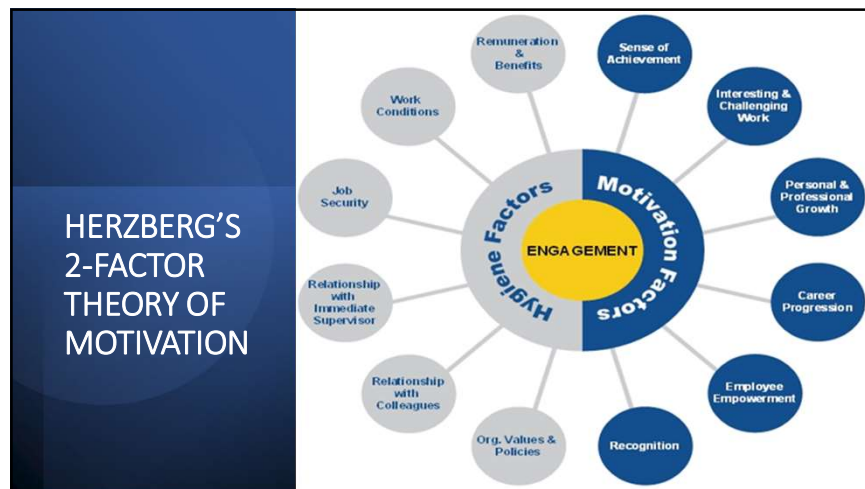 HERZBERG’S
2-FACTOR
THEORY OF
MOTIVATION
Remuneration
&
Benefits
Work
Conditions
Job
Security
Relationship
with
Immediate
Supervisor
Relationship
with
Colleagues
Org. Values &
Policies
Hygiene Factors
ENGAGEMENT
Motivation Factors
Sense of
Achievement
Interesting &
Challenging
Work
Personal &
Professional
Growth
Career
Progression
Employee
Empowerment
Recognition